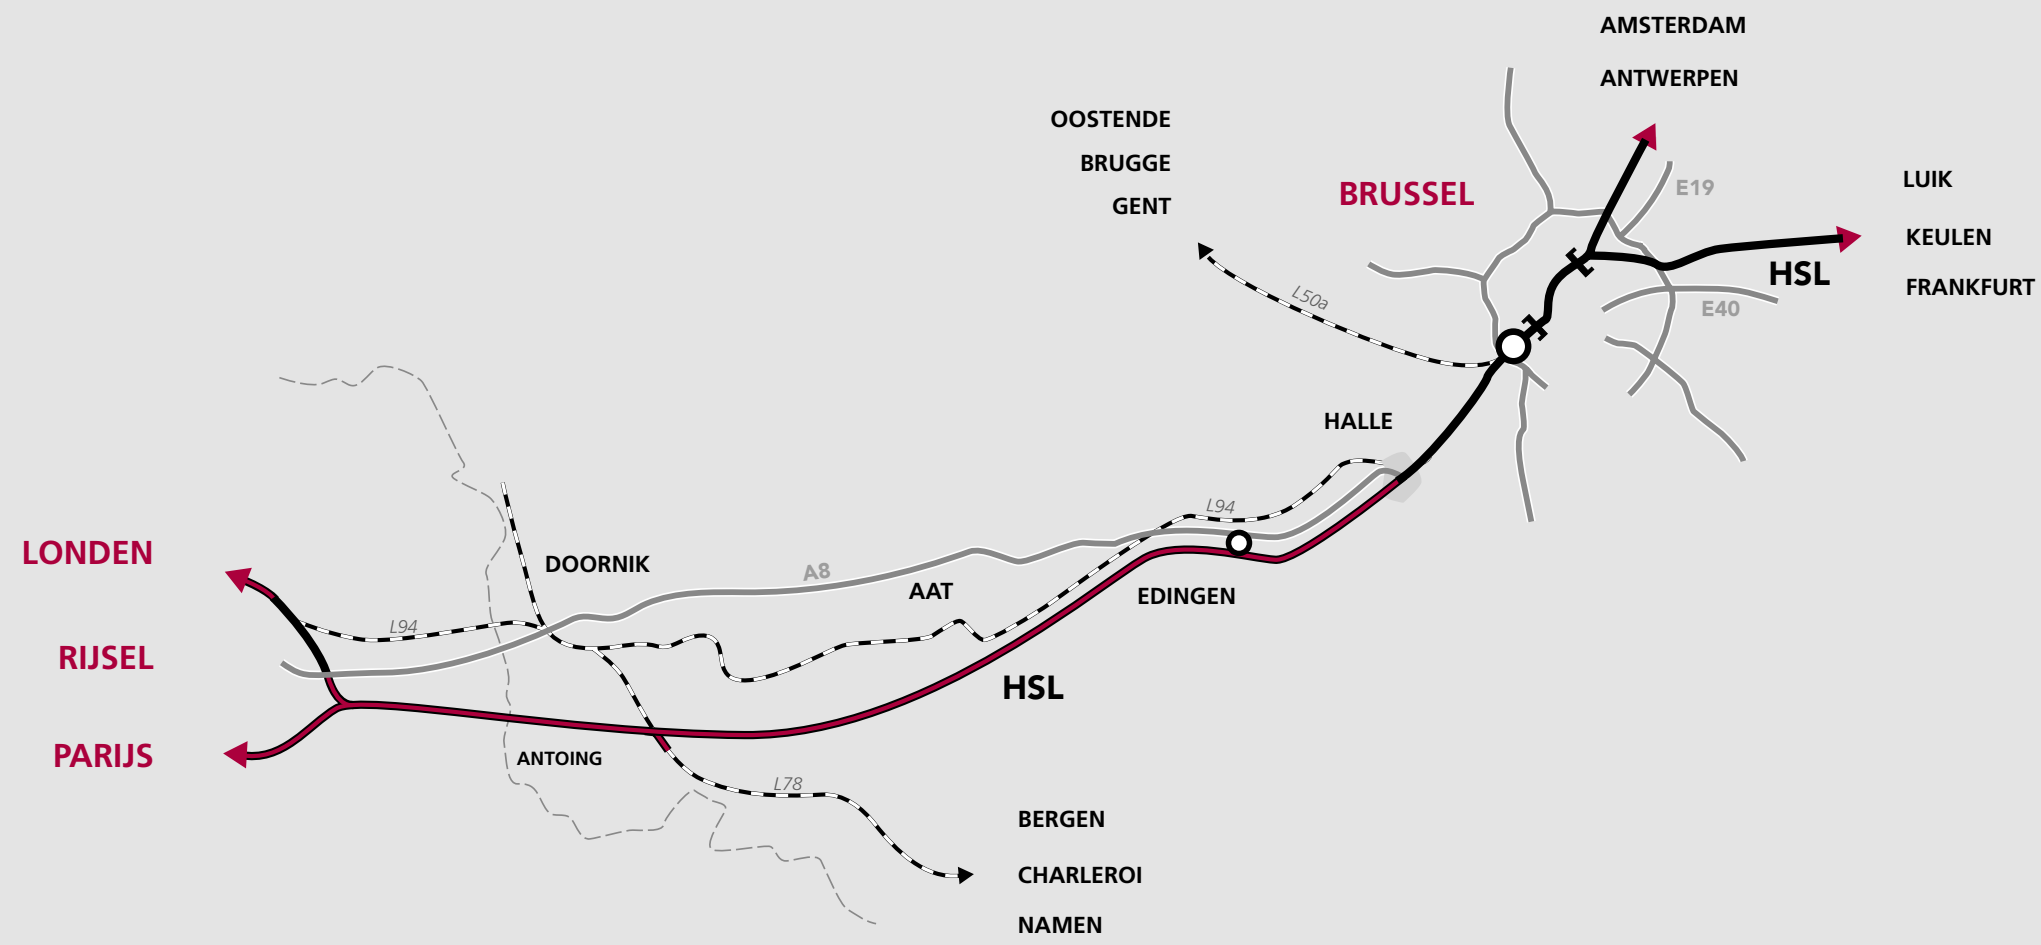 AMSTERDAM
ANTWERPEN
OOSTENDE
BRUGGE
GENT
BRUSSEL
E19
LUIK
KEULEN
HSL
FRANKFURT
E40
L50a
HALLE
L94
LONDEN
DOORNIK
A8
AAT
EDINGEN
L94
RIJSEL
HSL
PARIJS
ANTOING
L78
BERGEN
CHARLEROI
NAMEN